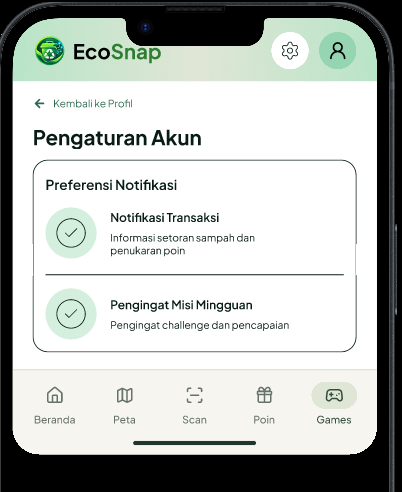 EcoSnap
Kembali ke Profil
Pengaturan Akun
Preferensi Notifikasi
Notifikasi Transaksi
Informasi setoran sampah dan
penukaran poin
Pengingat Misi Mingguan
Pengingat challenge dan pencapaian
Beranda Peta Scan Poin Games